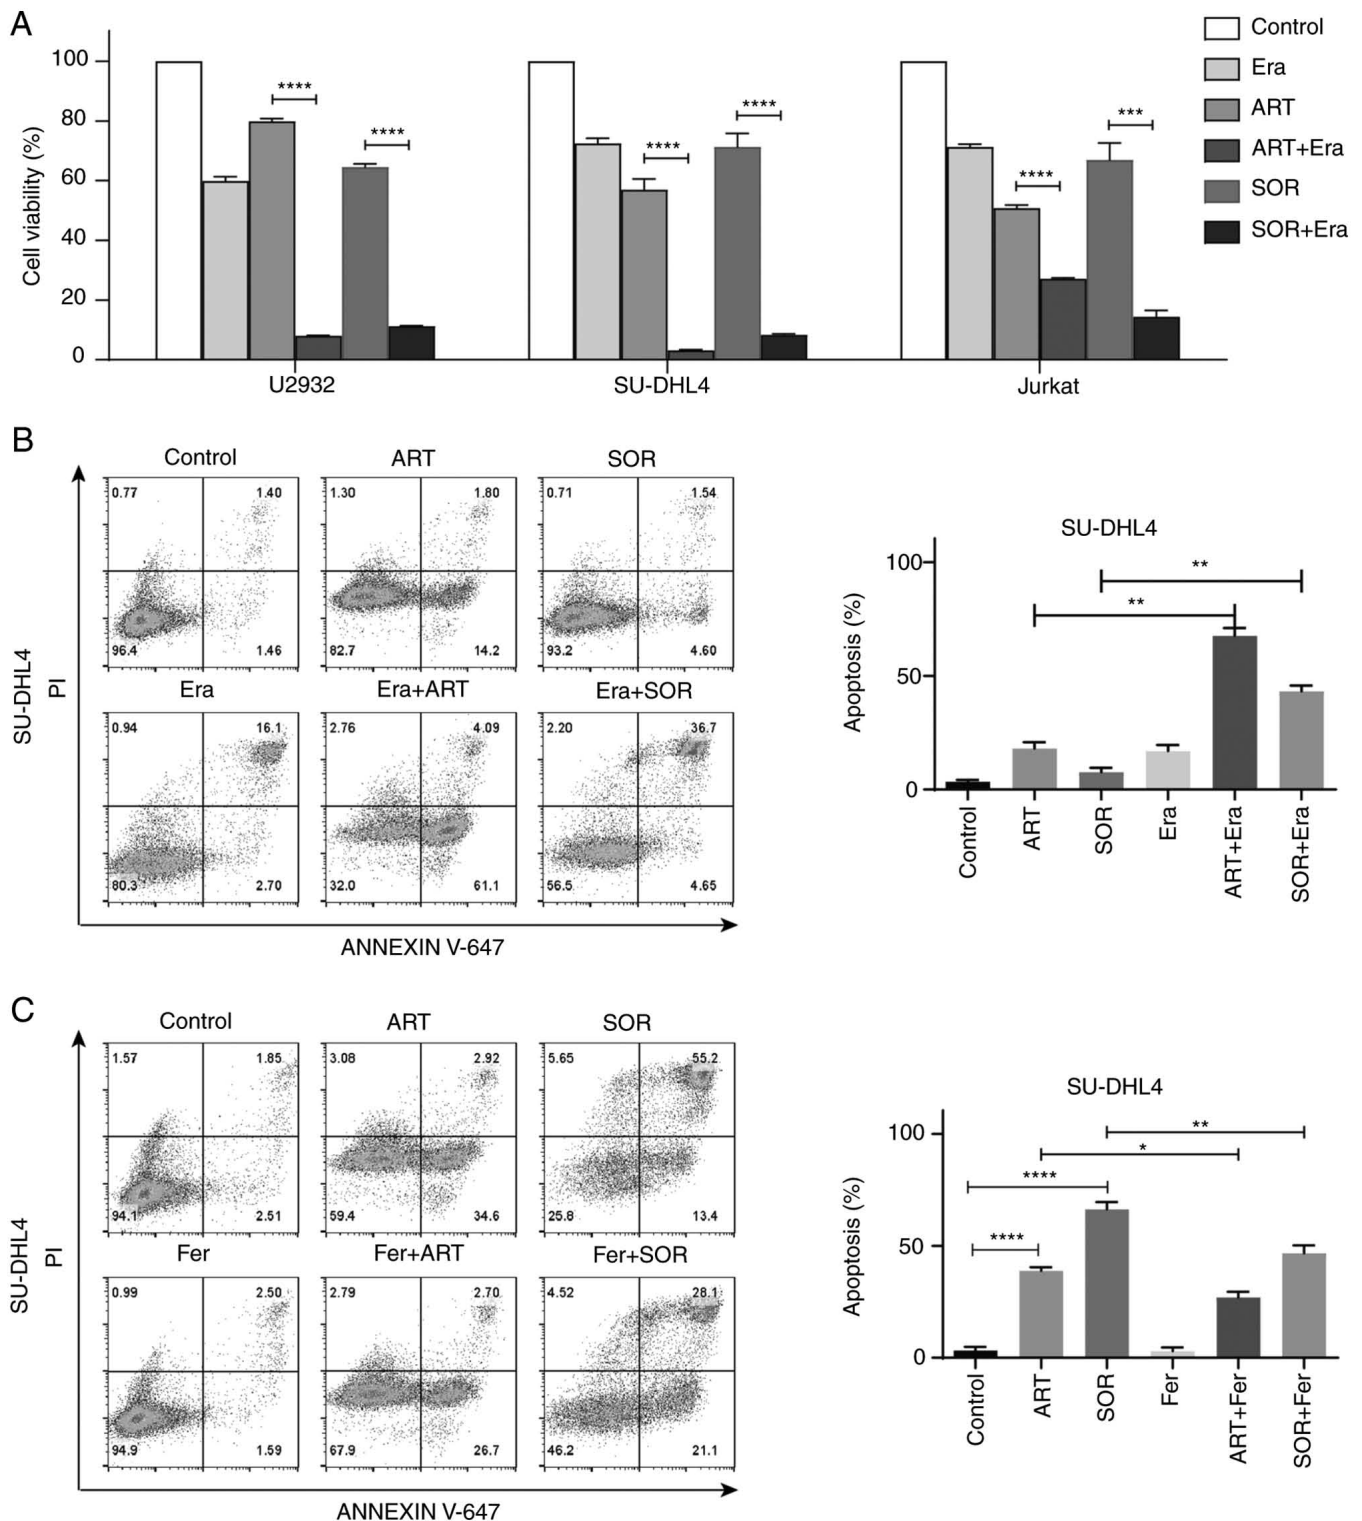 A
100
80
60
40
20
0
Cell viability (%)
****
****
****
****
****
***
U2932
SU-DHL4
Jurkat
Control
Era
ART
ART+Era
SOR
SOR+Era
B
Control
ART
SOR
0.77
1.40
1.30
1.80
0.71
1.54
96.4
1.46
82.7
14.2
93.2
4.60
Era
Era+ART
Era+SOR
0.94
16.1
2.76
4.09
2.20
36.7
80.3
2.70
32.0
61.1
56.5
4.65
SU-DHL4
PI
ANNEXIN V-647
SU-DHL4
100
50
0
Apoptosis (%)
**
**
Control
ART
SOR
Era
ART+Era
SOR+Era
C
Control
ART
SOR
1.57
1.85
3.08
2.92
5.65
55.2
94.1
2.51
59.4
34.6
25.8
13.4
Fer
Fer+ART
Fer+SOR
0.99
2.50
2.79
2.70
4.52
28.1
94.9
1.59
67.9
26.7
46.2
21.1
SU-DHL4
PI
ANNEXIN V-647
SU-DHL4
100
50
0
Apoptosis (%)
**
*
****
****
Control
ART
SOR
Fer
ART+Fer
SOR+Fer